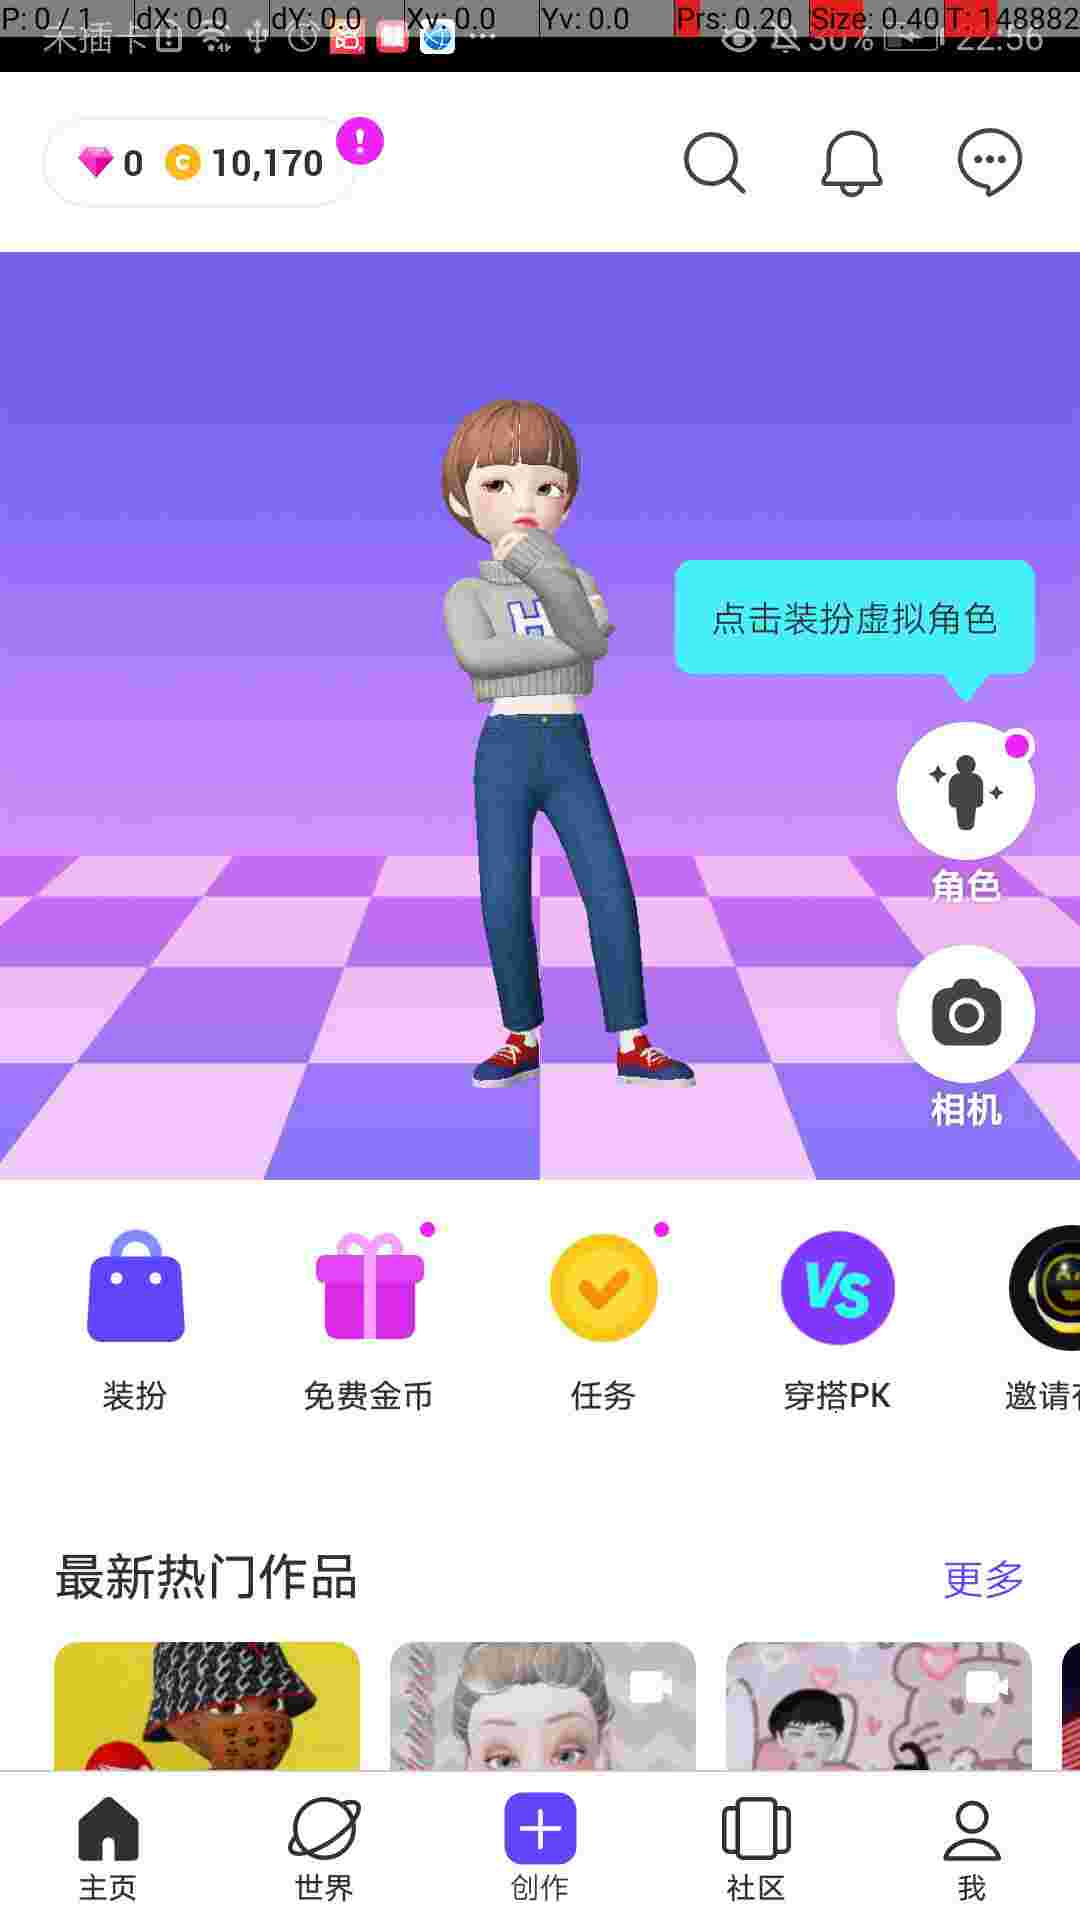 P: 0 / 1 dX: 0.0 dY: 0.0 Xv: 0.0 Yv: 0.0 Prs: 0.20 Size: 0.40 T: 148882
未插卡 30% 22:56
0 10,170
点击装扮虚拟角色
角色
相机
H
VS
装扮 免费金币 任务 穿搭PK 邀请
最新热门作品 更多
主页 世界 创作 社区 我